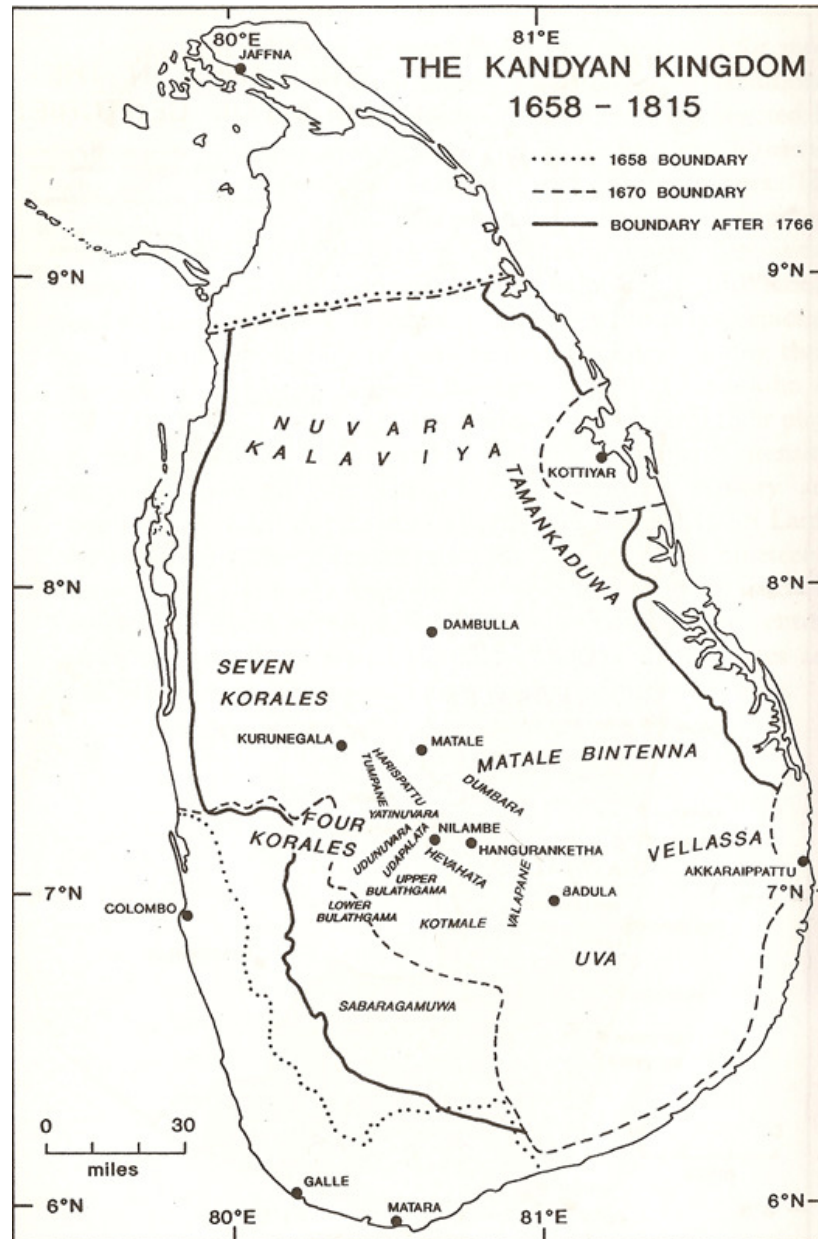 80°E
81°E
JAFFNA
THE KANDYAN KINGDOM
1658 - 1815
1658 BOUNDARY
1670 BOUNDARY
BOUNDARY AFTER 1766
9°N
9°N
NUVARA
KALAVIYA
KOTTIYAR
TAMANKADUWA
8°N
8°N
DAMBULLA
SEVEN
KORALES
KURUNEGALA
MATALE
MATALE BINTENNA
HARISPATTU
TUMPANE
DUMBARA
YATINUVARA
FOUR
KORALES
NILAMBE
UDUNUVARA
UDAPALATA
HANGURANKETHA
HEVAHATA
VELLASSA
AKKARAIPPATTU
UPPER
BULATHGAMA
VALAPANE
7°N
7°N
BADULA
LOWER
BULATHGAMA
COLOMBO
KOTMALE
UVA
SABARAGAMUWA
0 30
miles
GALLE
MATARA
6°N
6°N
80°E
81°E